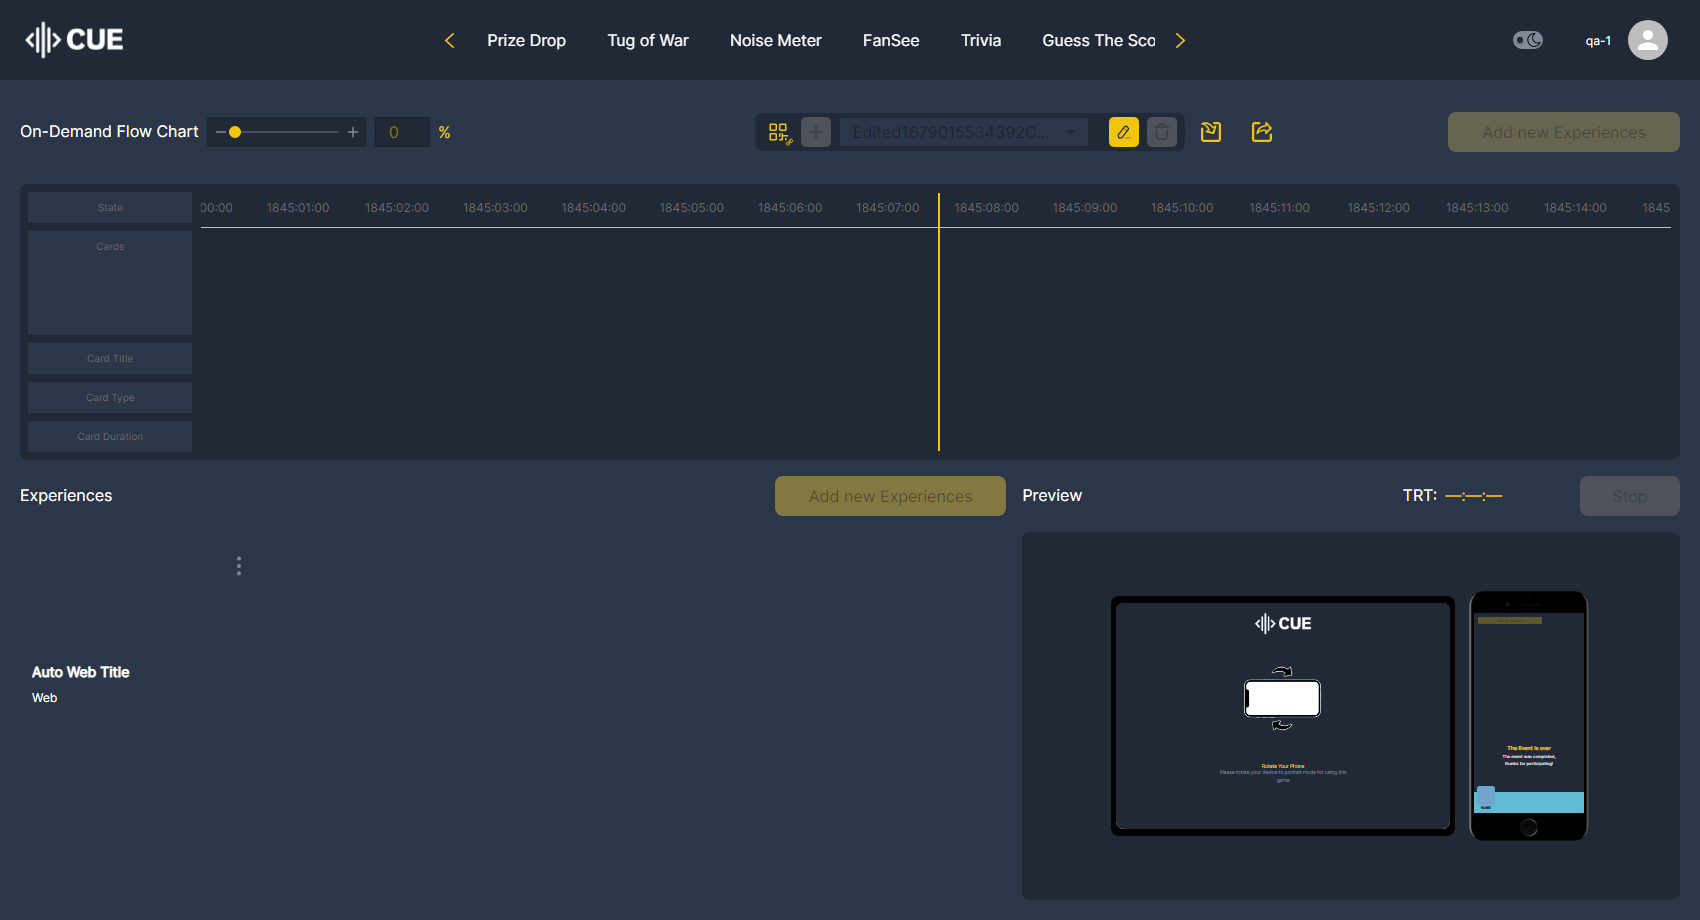 CUE
Prize Drop
Tug of War
Noise Meter
FanSee
Trivia
Guess The Sco
qa-1
On-Demand Flow Chart
0
%
Edited1679015534392C...
Add new Experiences
State
00:00
1845:01:00
1845:02:00
1845:03:00
1845:04:00
1845:05:00
1845:06:00
1845:07:00
1845:08:00
1845:09:00
1845:10:00
1845:11:00
1845:12:00
1845:13:00
1845:14:00
1845
Cards
Card Title
Card Type
Card Duration
Experiences
Add new Experiences
Preview
TRT: —:—:—
Stop
Auto Web Title
Web
CUE
Rotate Your Phone
Please rotate your device to portrait mode for using this
game
The Event is over
The event was completed,
thanks for participating!
HOME